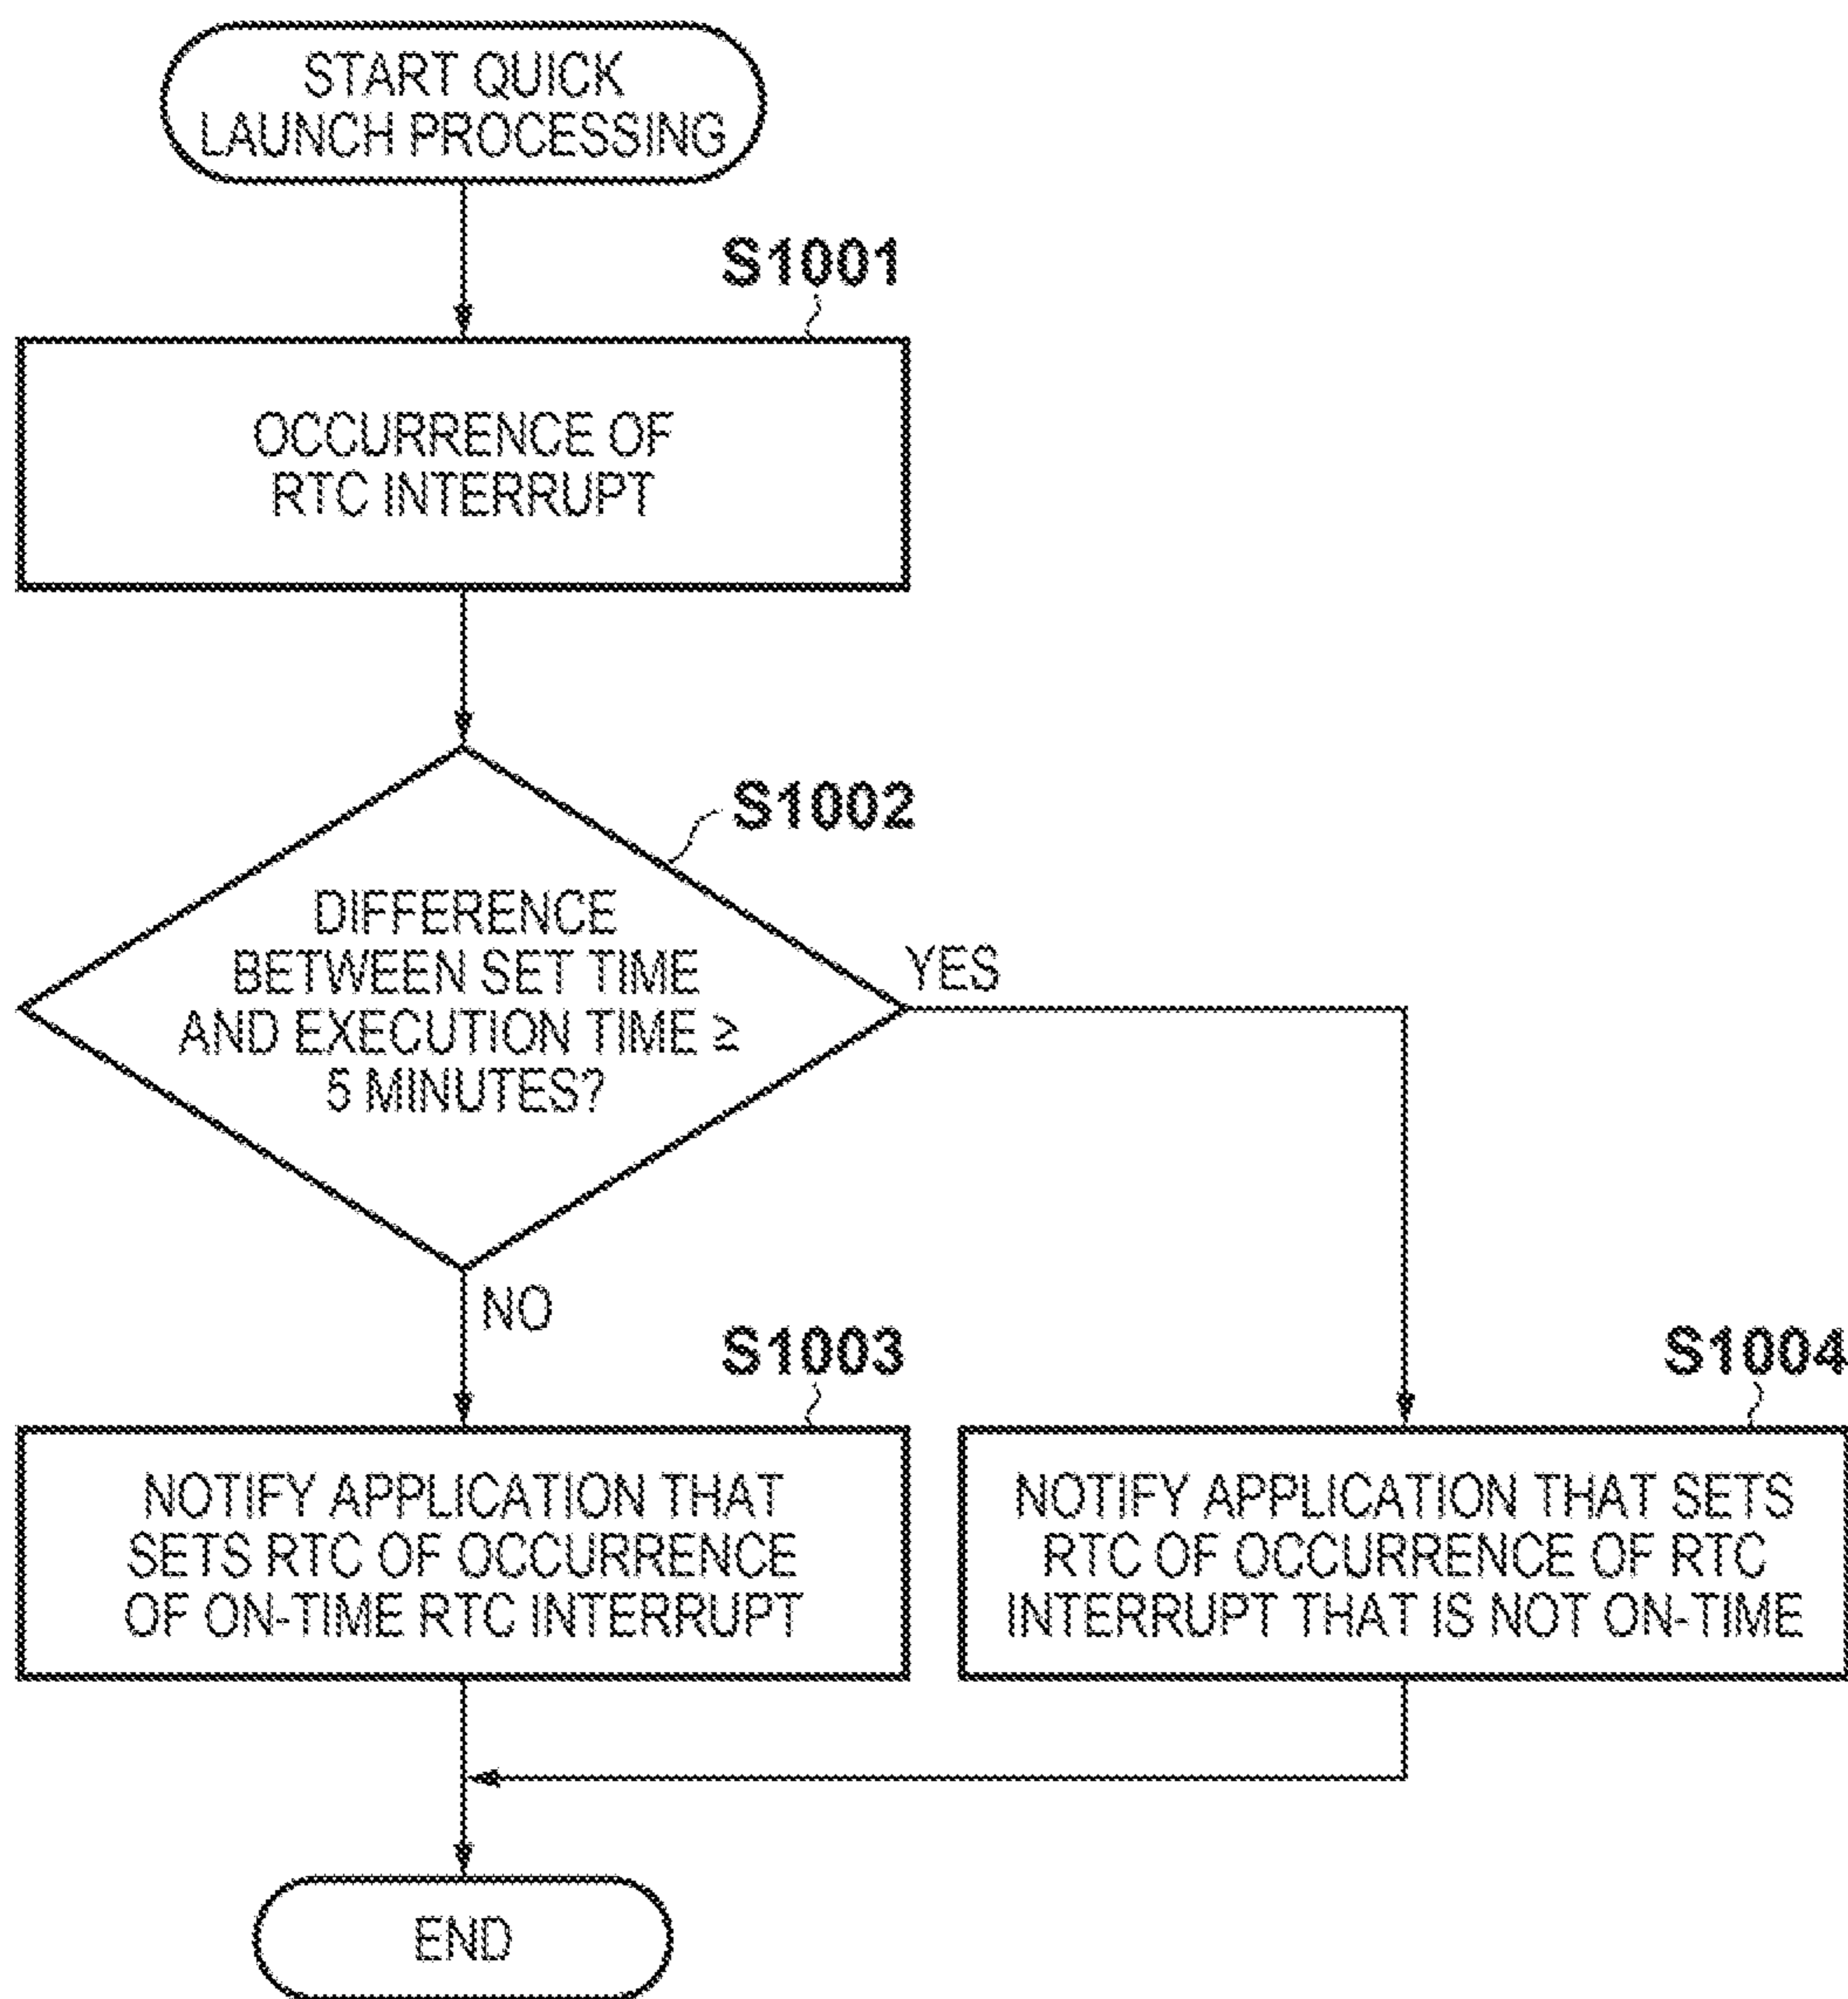 START QUICK
LAUNCH PROCESSING
S1001
OCCURRENCE OF
RTC INTERRUPT
S1002
DIFFERENCE
BETWEEN SET TIME
AND EXECUTION TIME ≥
5 MINUTES?
YES
NO
S1003
NOTIFY APPLICATION THAT
SETS RTC OF OCCURRENCE
OF ON-TIME RTC INTERRUPT
S1004
NOTIFY APPLICATION THAT SETS
RTC OF OCCURRENCE OF RTC
INTERRUPT THAT IS NOT ON-TIME
END